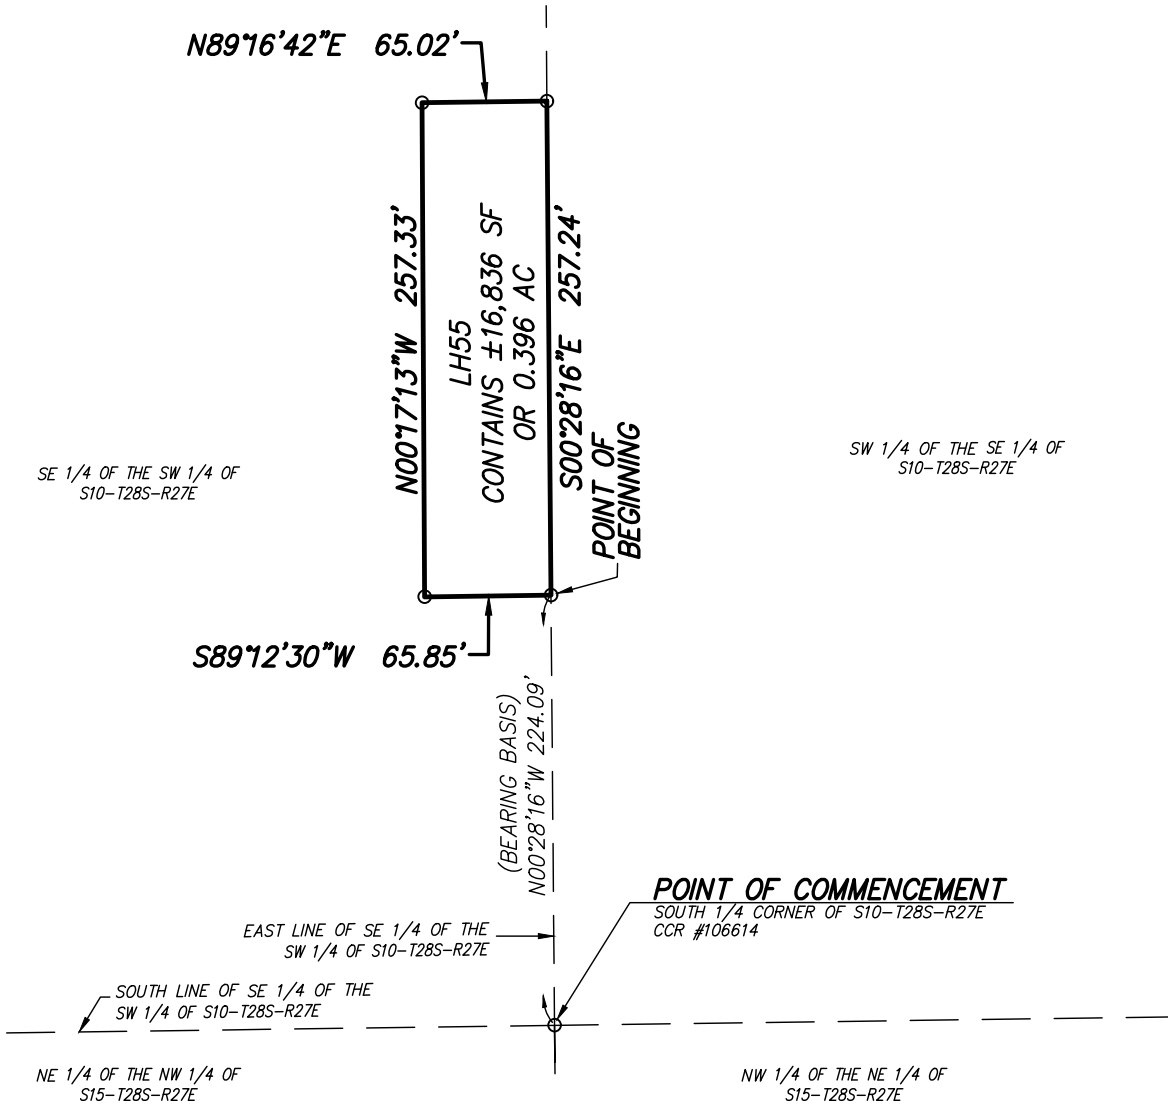 N89°16'42"E 65.02'
N00°17'13"W 257.33'
LH55
CONTAINS ±16,836 SF
OR 0.396 AC
S00°28'16"E 257.24'
POINT OF
BEGINNING
SE 1/4 OF THE SW 1/4 OF
S10-T28S-R27E
SW 1/4 OF THE SE 1/4 OF
S10-T28S-R27E
S89°12'30"W 65.85'
(BEARING BASIS)
N00°28'16"W 224.09'
POINT OF COMMENCEMENT
SOUTH 1/4 CORNER OF S10-T28S-R27E
CCR #106614
EAST LINE OF SE 1/4 OF THE
SW 1/4 OF S10-T28S-R27E
SOUTH LINE OF SE 1/4 OF THE
SW 1/4 OF S10-T28S-R27E
NE 1/4 OF THE NW 1/4 OF
S15-T28S-R27E
NW 1/4 OF THE NE 1/4 OF
S15-T28S-R27E